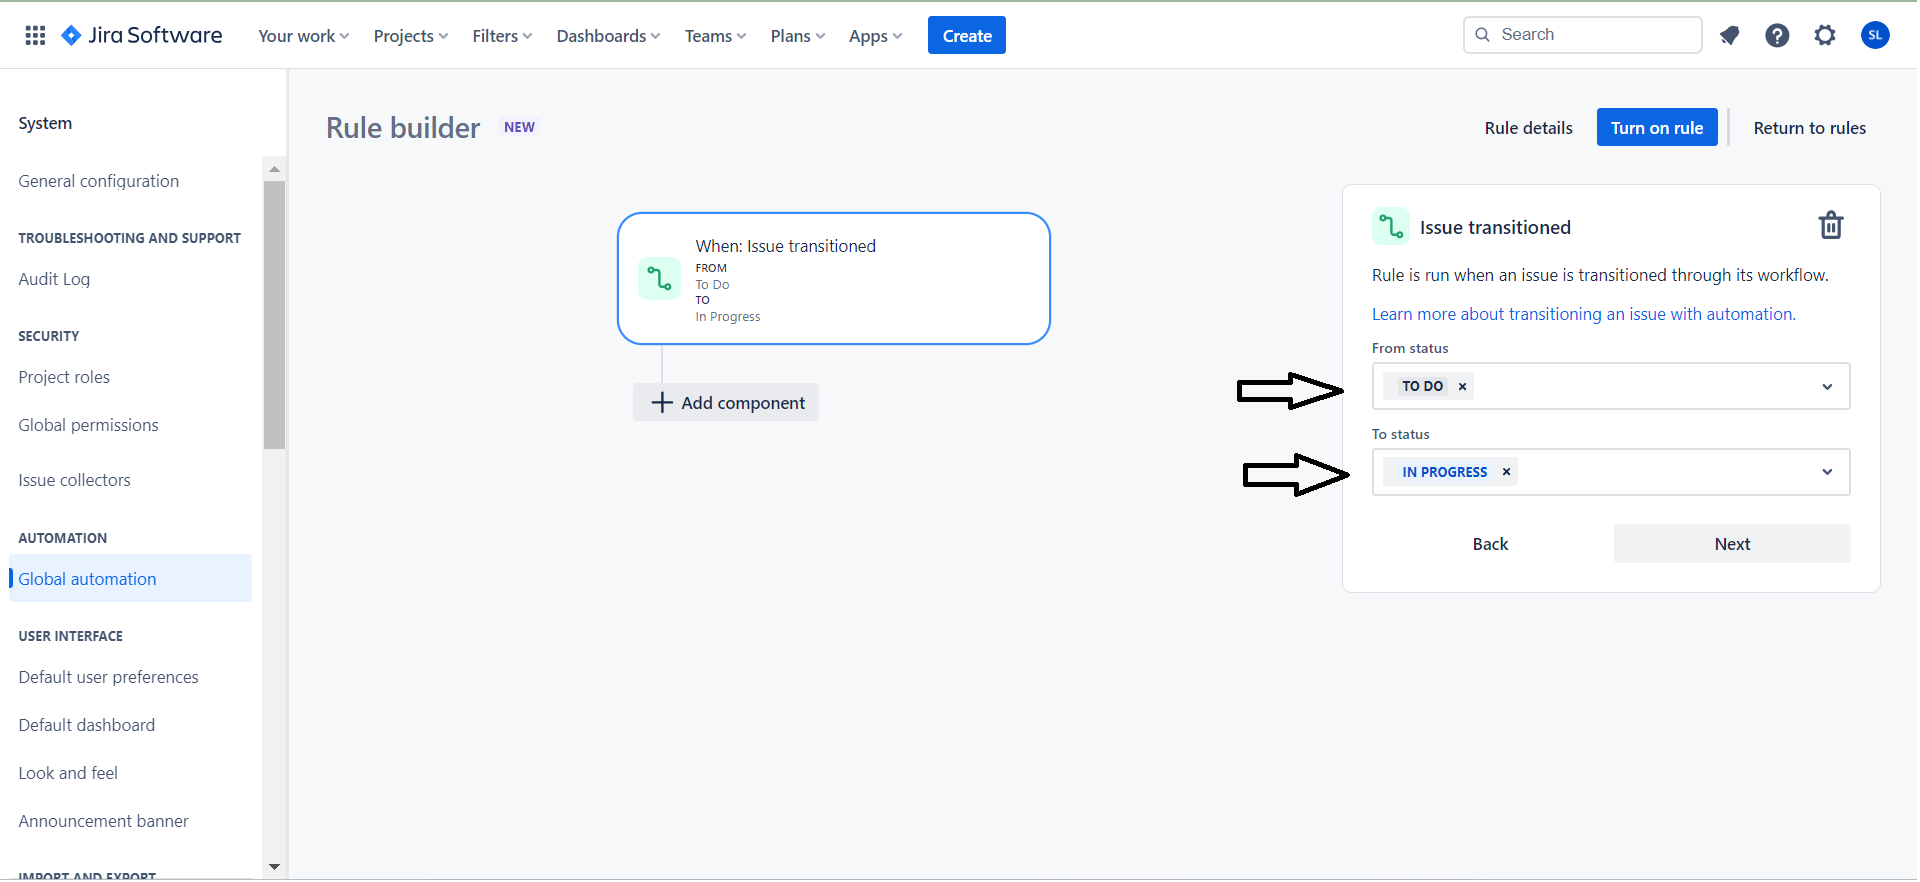 Jira Software
Your work
Projects
Filters
Dashboards
Teams
Plans
Apps
Create
Search
SL
System
General configuration
TROUBLESHOOTING AND SUPPORT
Audit Log
SECURITY
Project roles
Global permissions
Issue collectors
AUTOMATION
Global automation
USER INTERFACE
Default user preferences
Default dashboard
Look and feel
Announcement banner
IMPORT AND EXPORT
Rule builder NEW
Rule details
Turn on rule
Return to rules
When: Issue transitioned
FROM
To Do
TO
In Progress
Add component
Issue transitioned
Rule is run when an issue is transitioned through its workflow.
Learn more about transitioning an issue with automation.
From status
TO DO ×
To status
IN PROGRESS ×
Back
Next